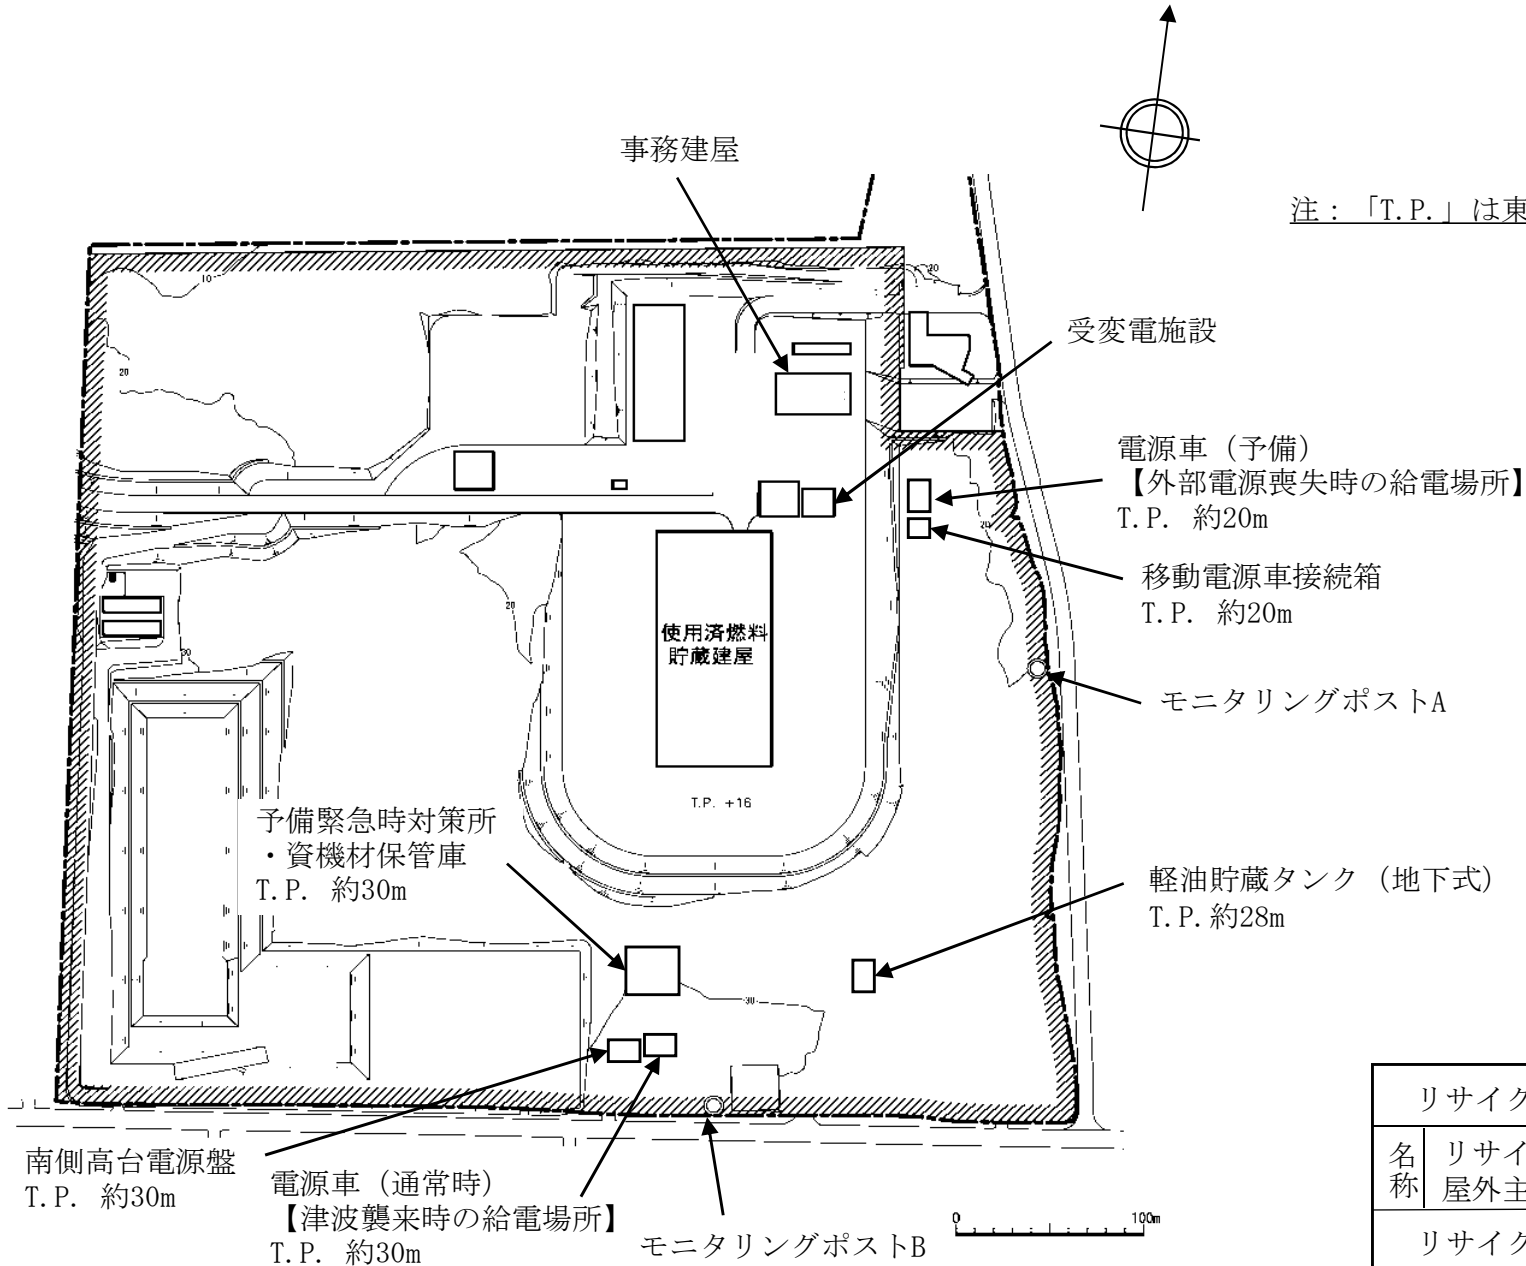 事務建屋
注：「T.P.」は東
受変電施設
電源車（予備）
【外部電源喪失時の給電場所】
T.P. 約20m
移動電源車接続箱
T.P. 約20m
モニタリングポストA
使用済燃料
貯蔵建屋
T.P. +16
予備緊急時対策所
・資機材保管庫
T.P. 約30m
軽油貯蔵タンク（地下式）
T.P.約28m
南側高台電源盤
T.P. 約30m
電源車（通常時）
【津波襲来時の給電場所】
T.P. 約30m
モニタリングポストB
0 100m
10
20
20
20
20
30
30
リサイク
名称
リサイ
屋外主
リサイク